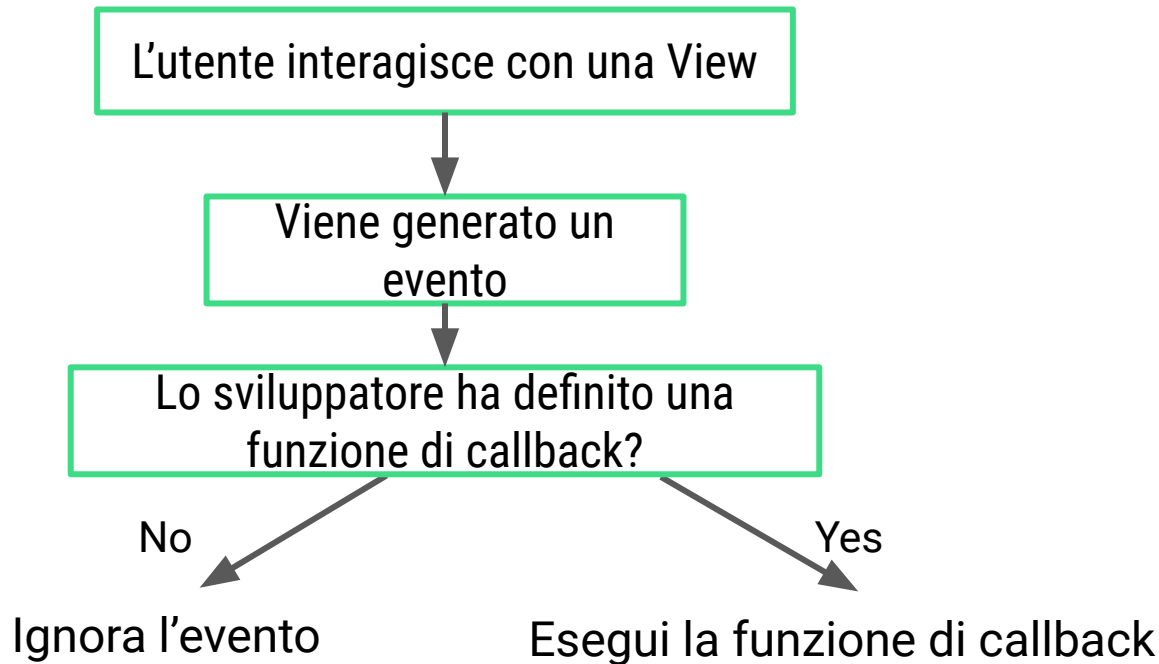 L’utente interagisce con una View
Viene generato un
evento
Lo sviluppatore ha definito una
funzione di callback?
No
Yes
Ignora l’evento
Esegui la funzione di callback